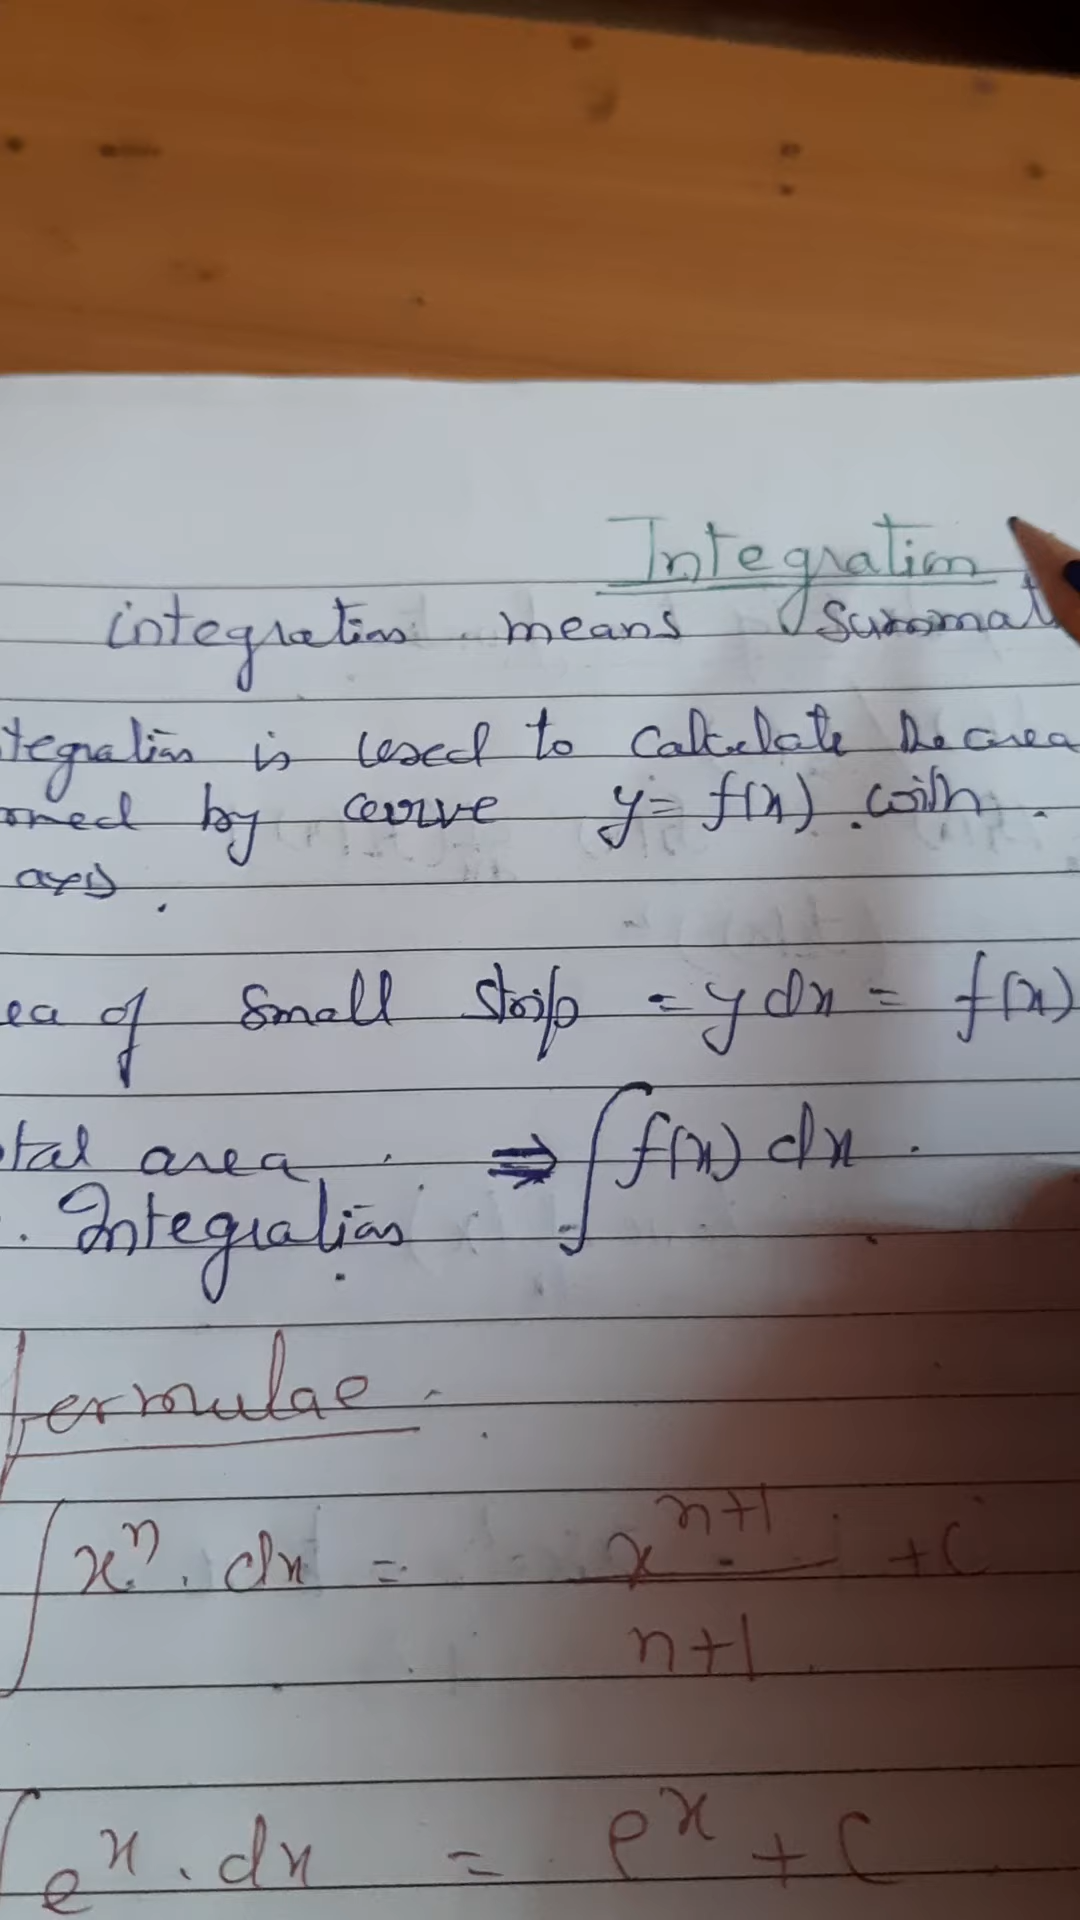 Integration
integration means Summat
tegration is used to calculate the area
rmed by curve y = f(x) with.
axis.
ea of small strip = y dx = f(x)
tal area. ⇒ ∫ f(x) dx.
. Integration
formulae -
∫ x^n . dx = x^{n+1} / n+1 + C
∫ e^x . dx = e^x + C